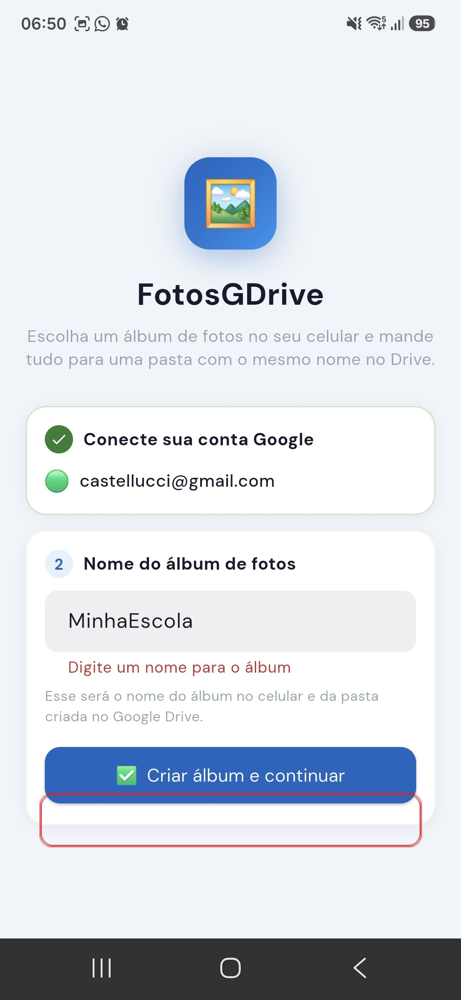 06:50
5
95
FotosGDrive
Escolha um álbum de fotos no seu celular e mande
tudo para uma pasta com o mesmo nome no Drive.
Conecte sua conta Google
castellucci@gmail.com
2 Nome do álbum de fotos
MinhaEscola
Digite um nome para o álbum
Esse será o nome do álbum no celular e da pasta
criada no Google Drive.
Criar álbum e continuar